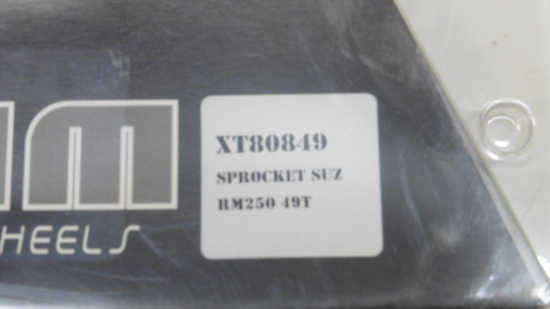 XT80849
SPROCKET SUZ
RM250 49T
HEELS